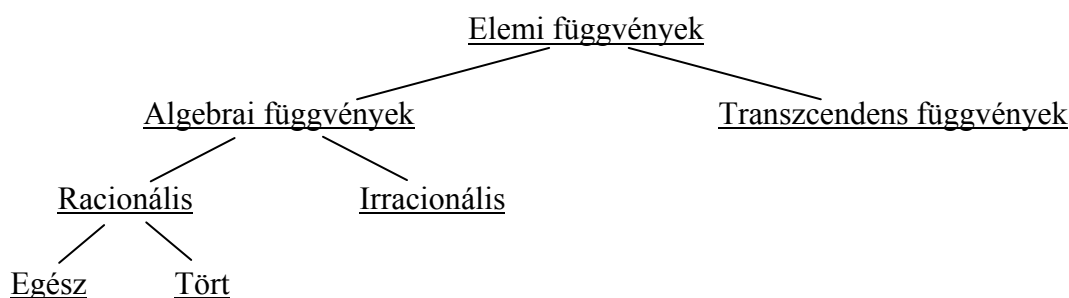 Elemi függvények
Algebrai függvények Transzcendens függvények
Racionális Irracionális
Egész Tört